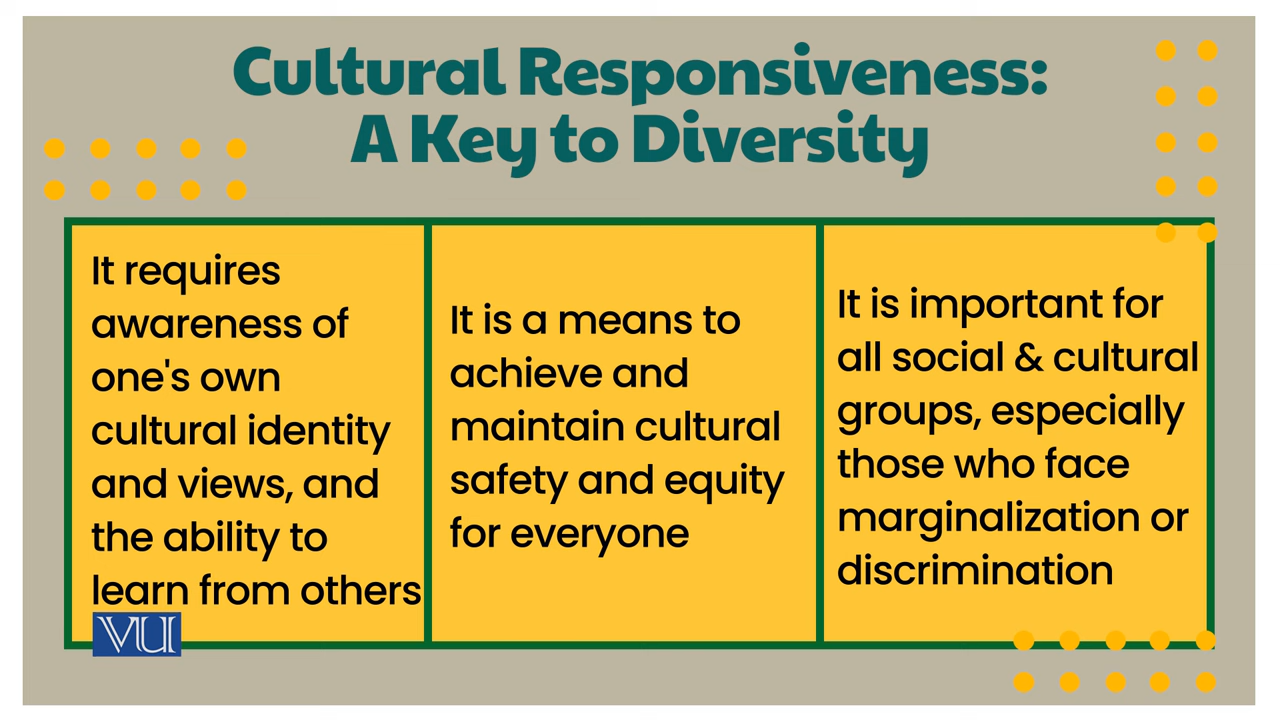 Cultural Responsiveness:
A Key to Diversity
It requires
awareness of
one's own
cultural identity
and views, and
the ability to
learn from others
It is a means to
achieve and
maintain cultural
safety and equity
for everyone
It is important for
all social & cultural
groups, especially
those who face
marginalization or
discrimination
VU